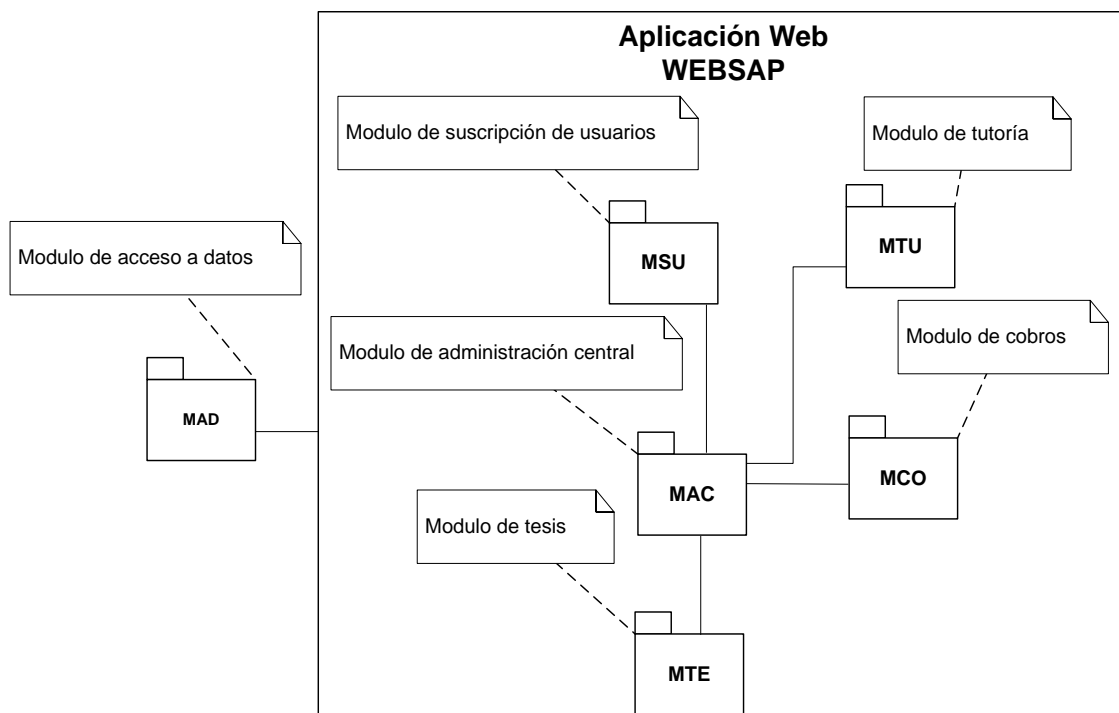 Aplicación Web
WEBSAP
Modulo de suscripción de usuarios
Modulo de tutoría
MSU
MTU
Modulo de acceso a datos
Modulo de administración central
Modulo de cobros
MAD
MAC
MCO
Modulo de tesis
MTE